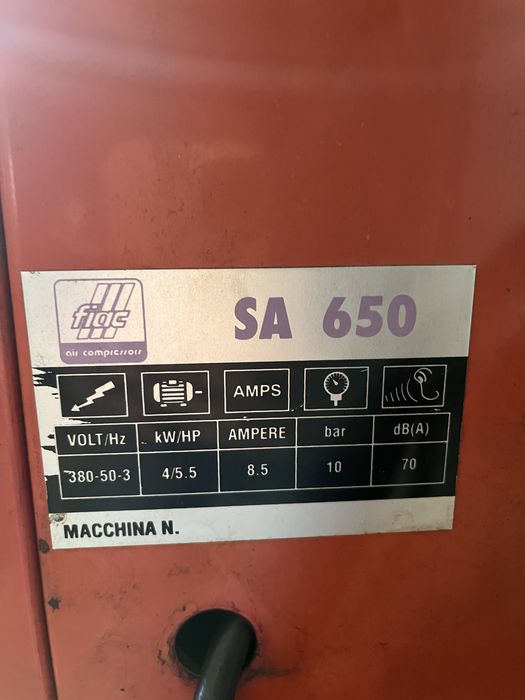 fiac
air compressors
SA 650
AMPS
VOLT/Hz kW/HP AMPERE bar dB(A)
380-50-3 4/5.5 8.5 10 70
MACCHINA N.